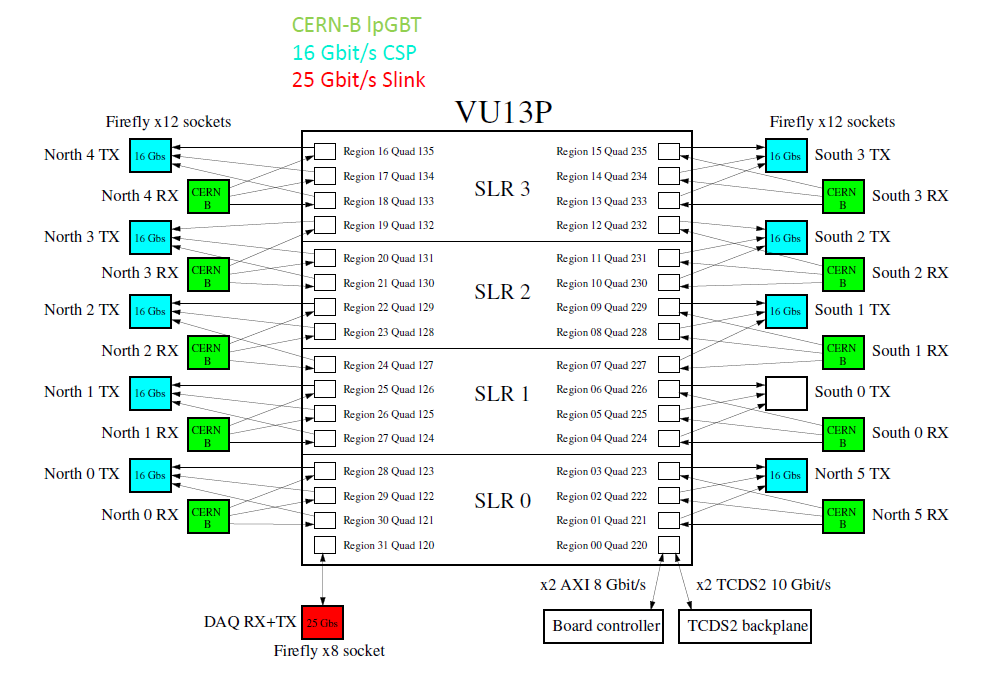 CERN-B lpGBT
16 Gbit/s CSP
25 Gbit/s Slink
VU13P
Firefly x12 sockets
Firefly x12 sockets
North 4 TX
16 Gbs
Region 16 Quad 135
Region 15 Quad 235
16 Gbs
South 3 TX
Region 17 Quad 134
SLR 3
Region 14 Quad 234
North 4 RX
CERN
B
Region 18 Quad 133
Region 13 Quad 233
CERN
B
South 3 RX
Region 19 Quad 132
Region 12 Quad 232
North 3 TX
16 Gbs
16 Gbs
South 2 TX
Region 20 Quad 131
Region 11 Quad 231
North 3 RX
CERN
B
Region 21 Quad 130
SLR 2
Region 10 Quad 230
CERN
B
South 2 RX
North 2 TX
16 Gbs
Region 22 Quad 129
Region 09 Quad 229
16 Gbs
South 1 TX
Region 23 Quad 128
Region 08 Quad 228
North 2 RX
CERN
B
Region 24 Quad 127
Region 07 Quad 227
CERN
B
South 1 RX
North 1 TX
16 Gbs
Region 25 Quad 126
SLR 1
Region 06 Quad 226
South 0 TX
Region 26 Quad 125
Region 05 Quad 225
North 1 RX
CERN
B
Region 27 Quad 124
Region 04 Quad 224
CERN
B
South 0 RX
North 0 TX
16 Gbs
Region 28 Quad 123
Region 03 Quad 223
16 Gbs
North 5 TX
Region 29 Quad 122
SLR 0
Region 02 Quad 222
North 0 RX
CERN
B
Region 30 Quad 121
Region 01 Quad 221
CERN
B
North 5 RX
Region 31 Quad 120
Region 00 Quad 220
x2 AXI 8 Gbit/s
x2 TCDS2 10 Gbit/s
DAQ RX+TX
25 Gbs
Board controller
TCDS2 backplane
Firefly x8 socket